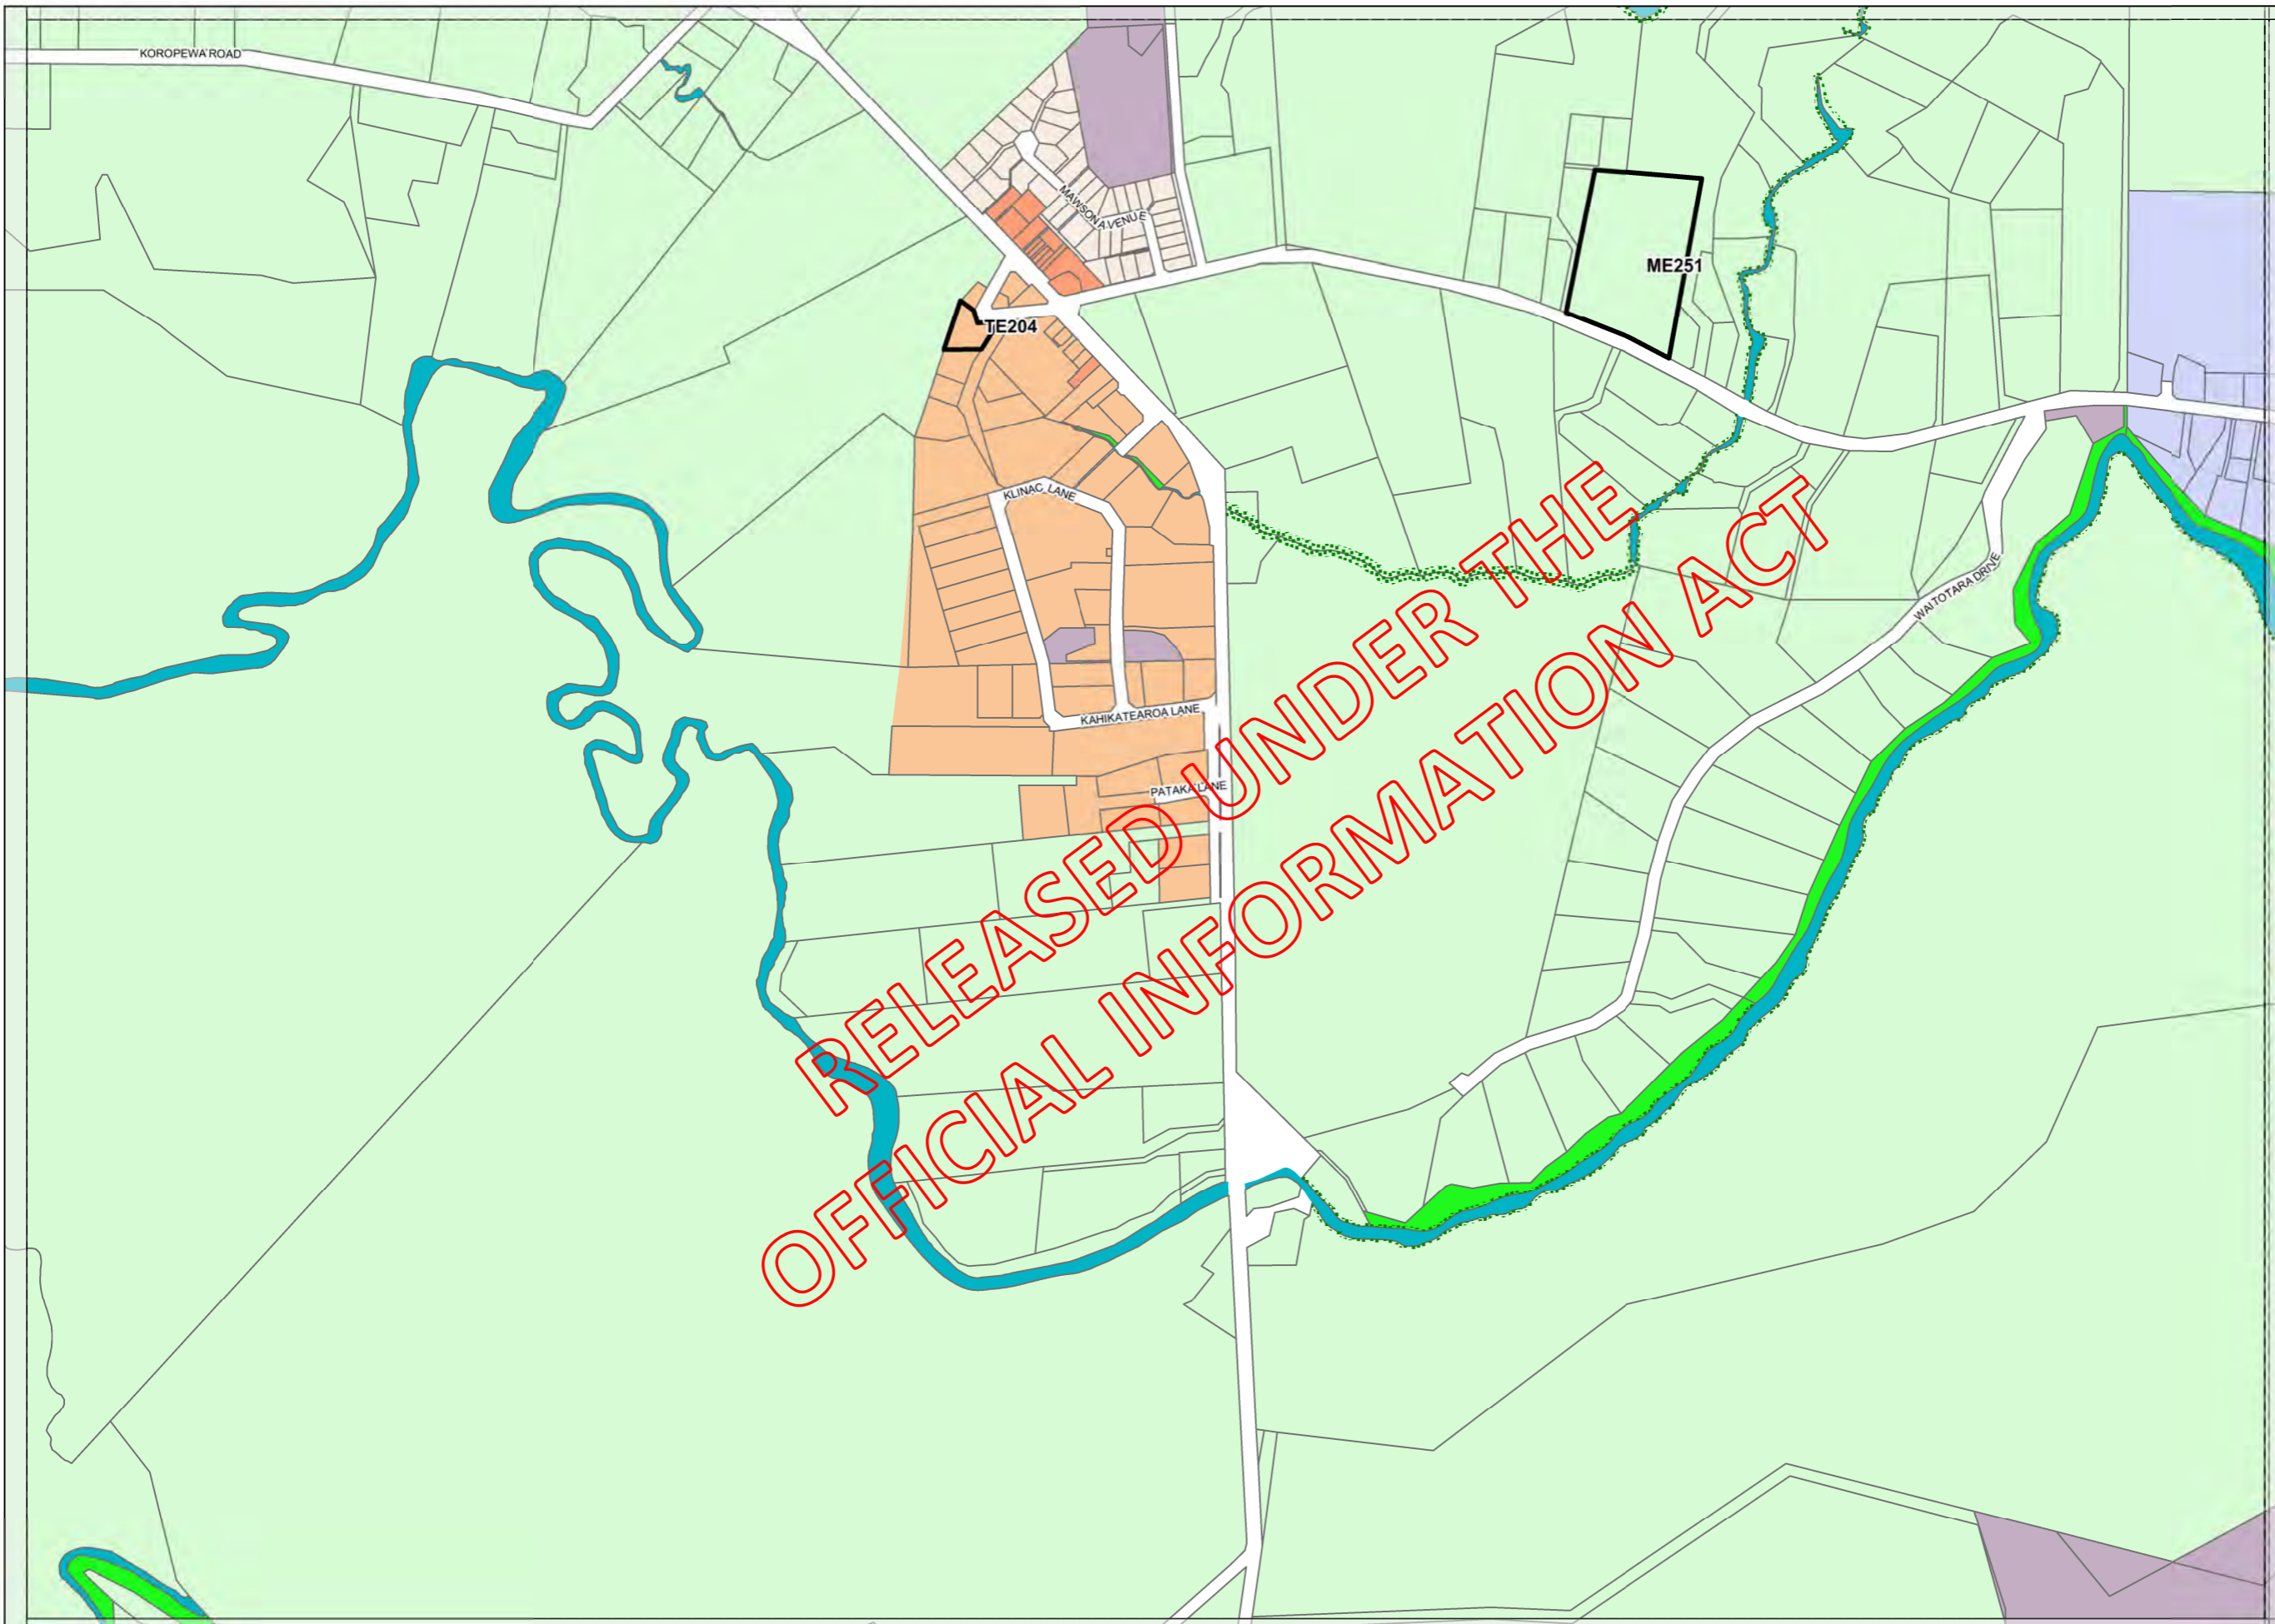 KOROPEWA ROAD
MAWSON AVENUE
ME251
TE204
KLINAC LANE
WAITOTARA DRIVE
KAHIKATEAROA LANE
PATAKA LANE
RELEASED UNDER THE
OFFICIAL INFORMATION ACT